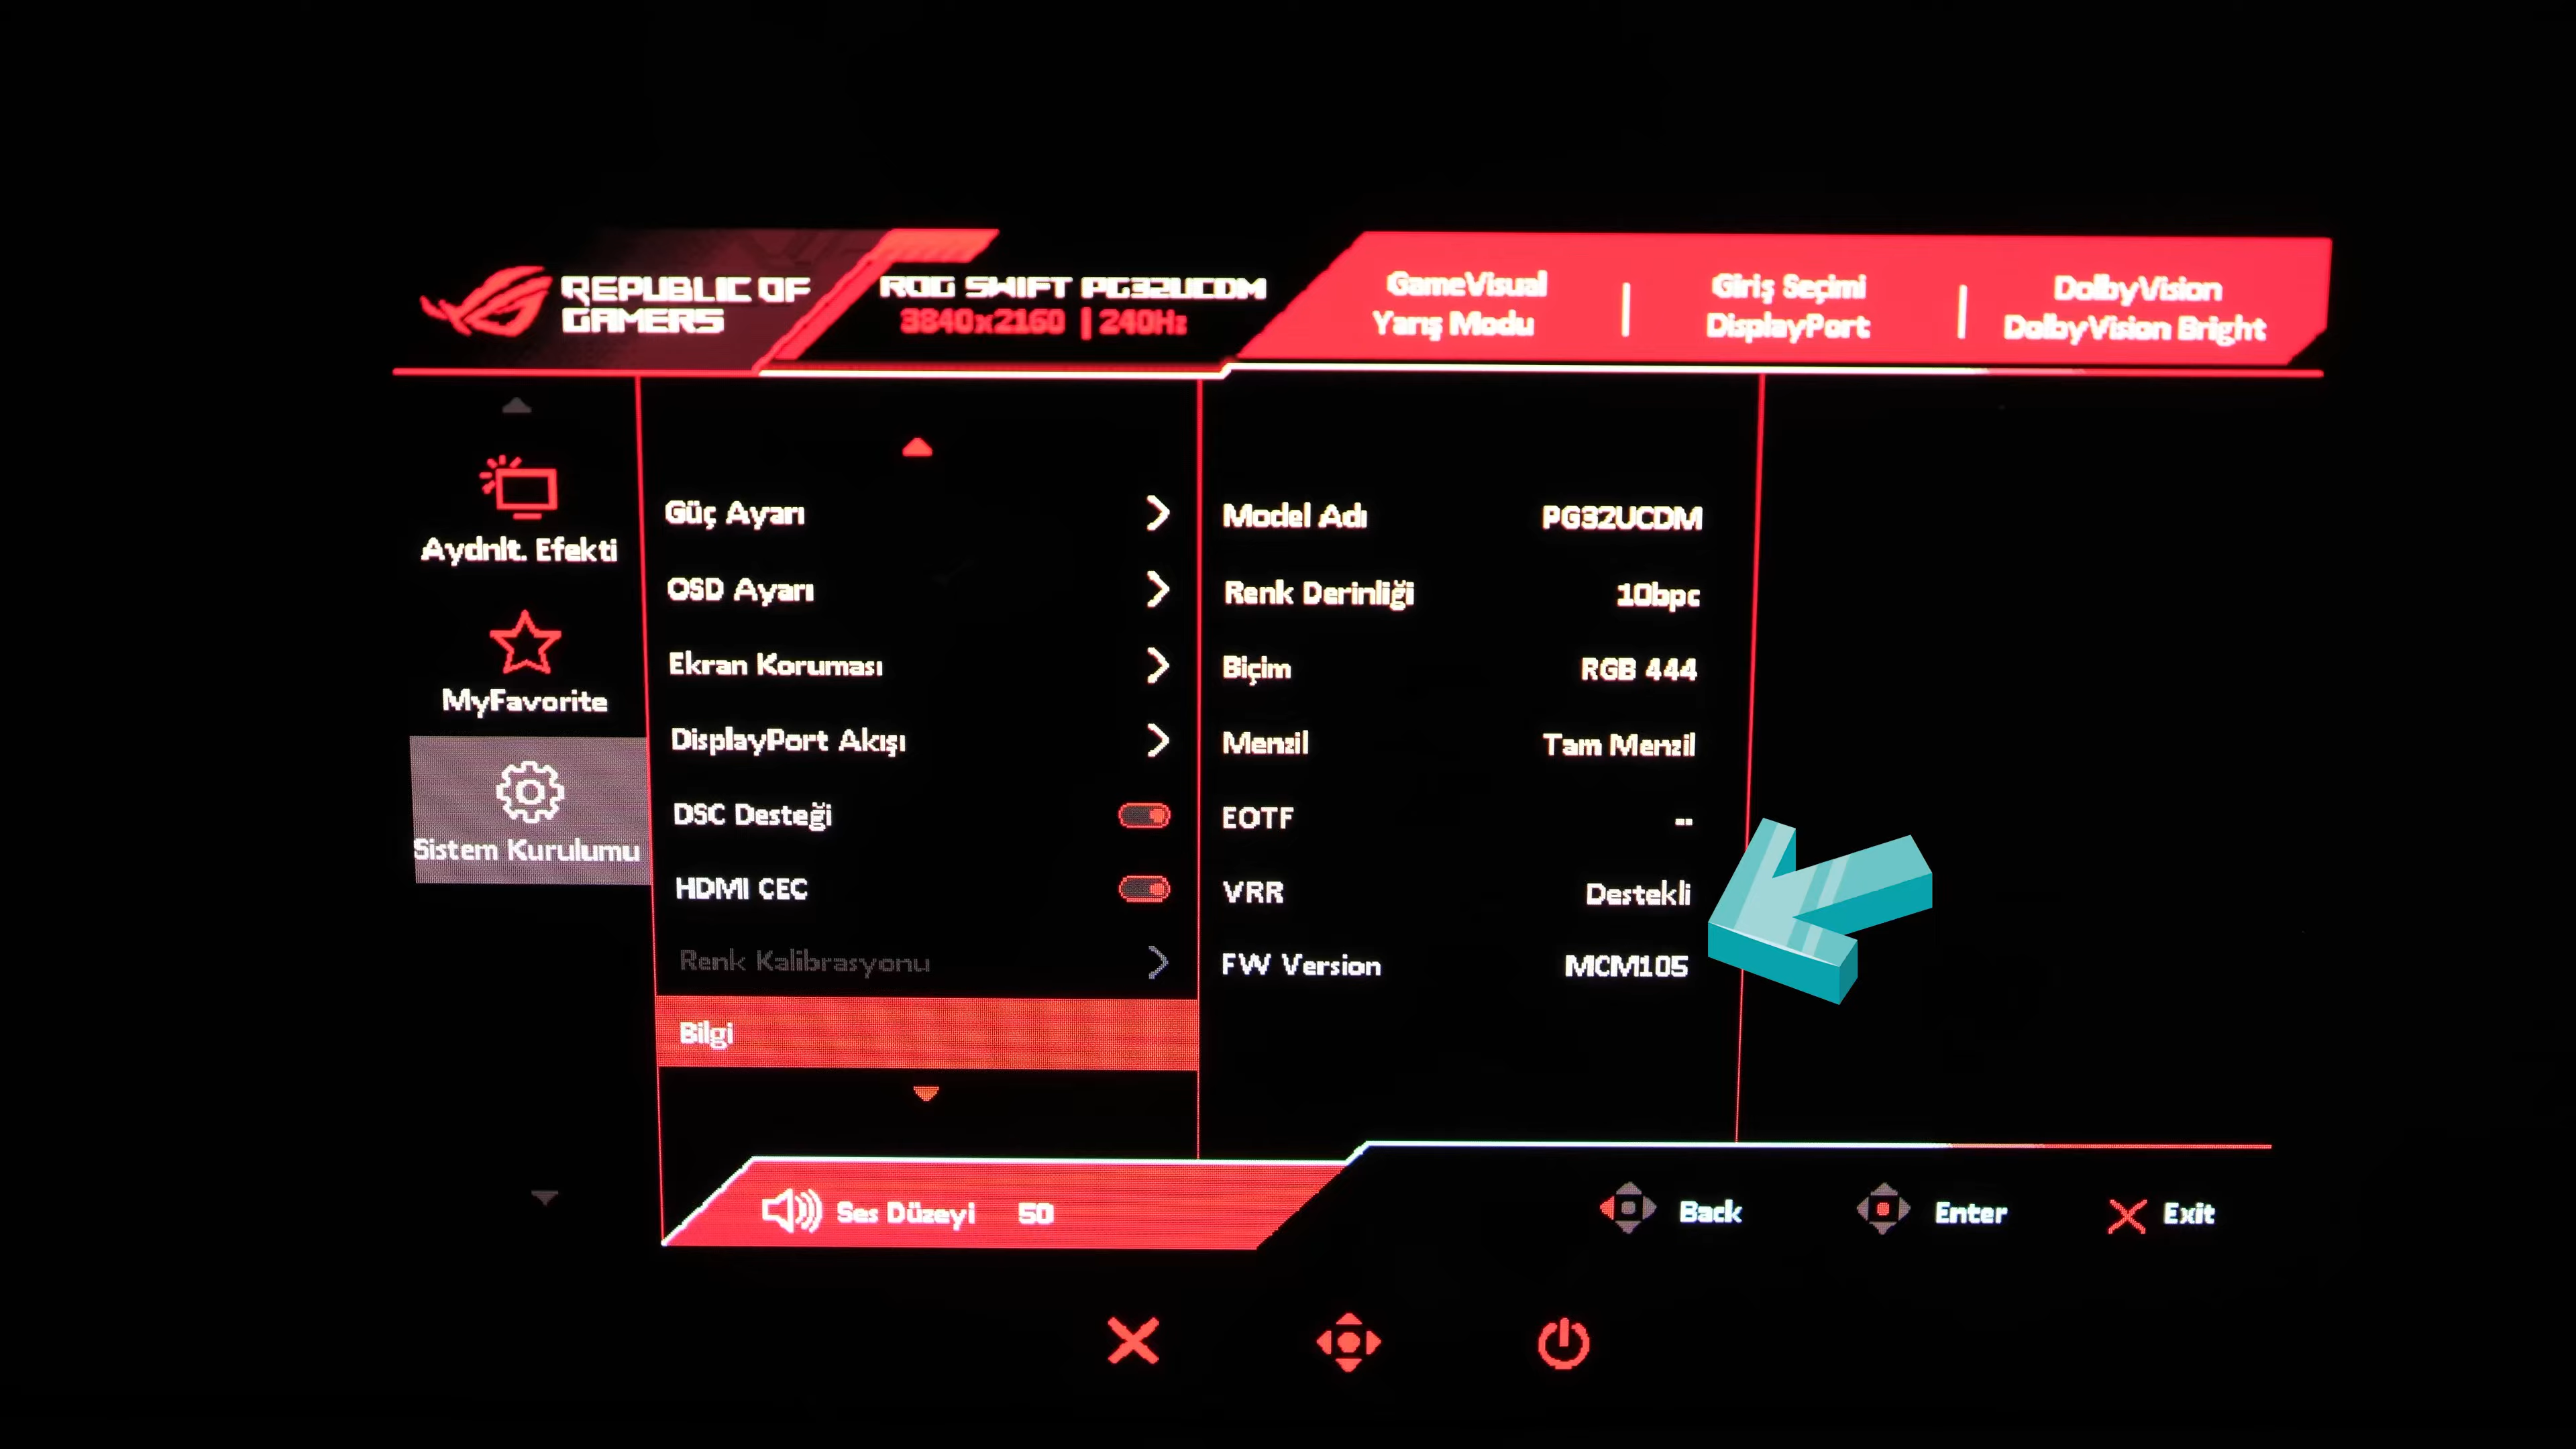 REPUBLIC OF
GAMERS
ROG SWIFT PG32UCDM
3840x2160 | 240Hz
GameVisual
Yarış Modu
Giriş Seçimi
DisplayPort
DolbyVision
DolbyVision Bright
Aydnlt. Efekti
MyFavorite
Sistem Kurulumu
Güç Ayarı
OSD Ayarı
Ekran Koruması
DisplayPort Akışı
DSC Desteği
HDMI CEC
Renk Kalibrasyonu
Bilgi
Model Adı PG32UCDM
Renk Derinliği 10bpc
Biçim RGB 444
Menzil Tam Menzil
EOTF --
VRR Destekli
FW Version MCM105
Ses Düzeyi 50
Back
Enter
Exit